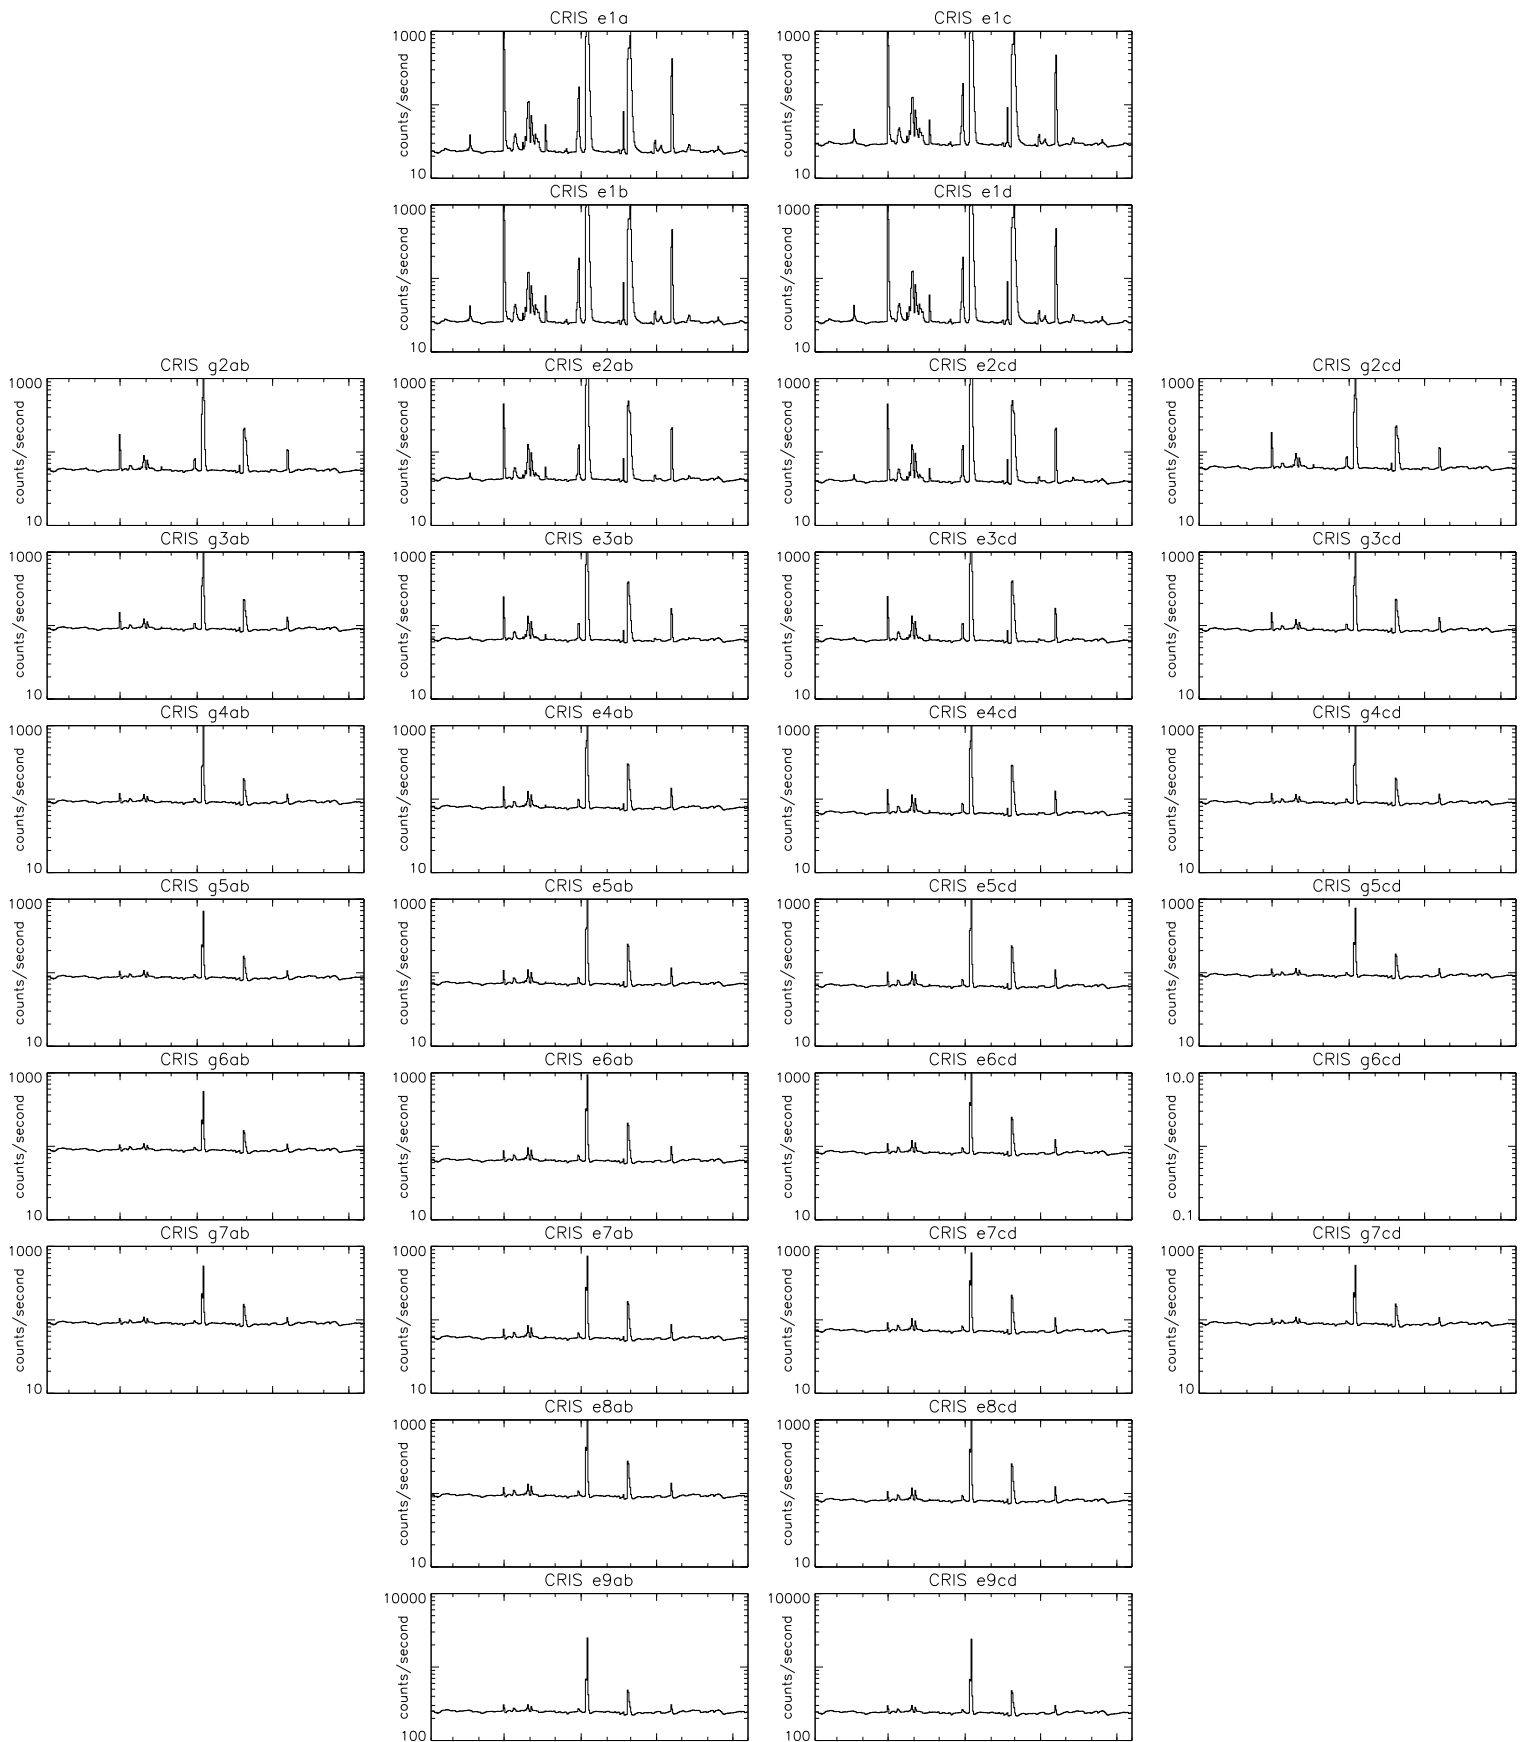 CRIS e1a CRIS e1c
1000 1000
counts/second counts/second
10 10
CRIS e1b CRIS e1d
1000 1000
counts/second counts/second
10 10
CRIS g2ab CRIS e2ab CRIS e2cd CRIS g2cd
1000 1000 1000 1000
counts/second counts/second counts/second counts/second
10 10 10 10
CRIS g3ab CRIS e3ab CRIS e3cd CRIS g3cd
1000 1000 1000 1000
counts/second counts/second counts/second counts/second
10 10 10 10
CRIS g4ab CRIS e4ab CRIS e4cd CRIS g4cd
1000 1000 1000 1000
counts/second counts/second counts/second counts/second
10 10 10 10
CRIS g5ab CRIS e5ab CRIS e5cd CRIS g5cd
1000 1000 1000 1000
counts/second counts/second counts/second counts/second
10 10 10 10
CRIS g6ab CRIS e6ab CRIS e6cd CRIS g6cd
1000 1000 1000 10.0
counts/second counts/second counts/second counts/second
10 10 10 0.1
CRIS g7ab CRIS e7ab CRIS e7cd CRIS g7cd
1000 1000 1000 1000
counts/second counts/second counts/second counts/second
10 10 10 10
CRIS e8ab CRIS e8cd
1000 1000
counts/second counts/second
10 10
CRIS e9ab CRIS e9cd
10000 10000
counts/second counts/second
100 100